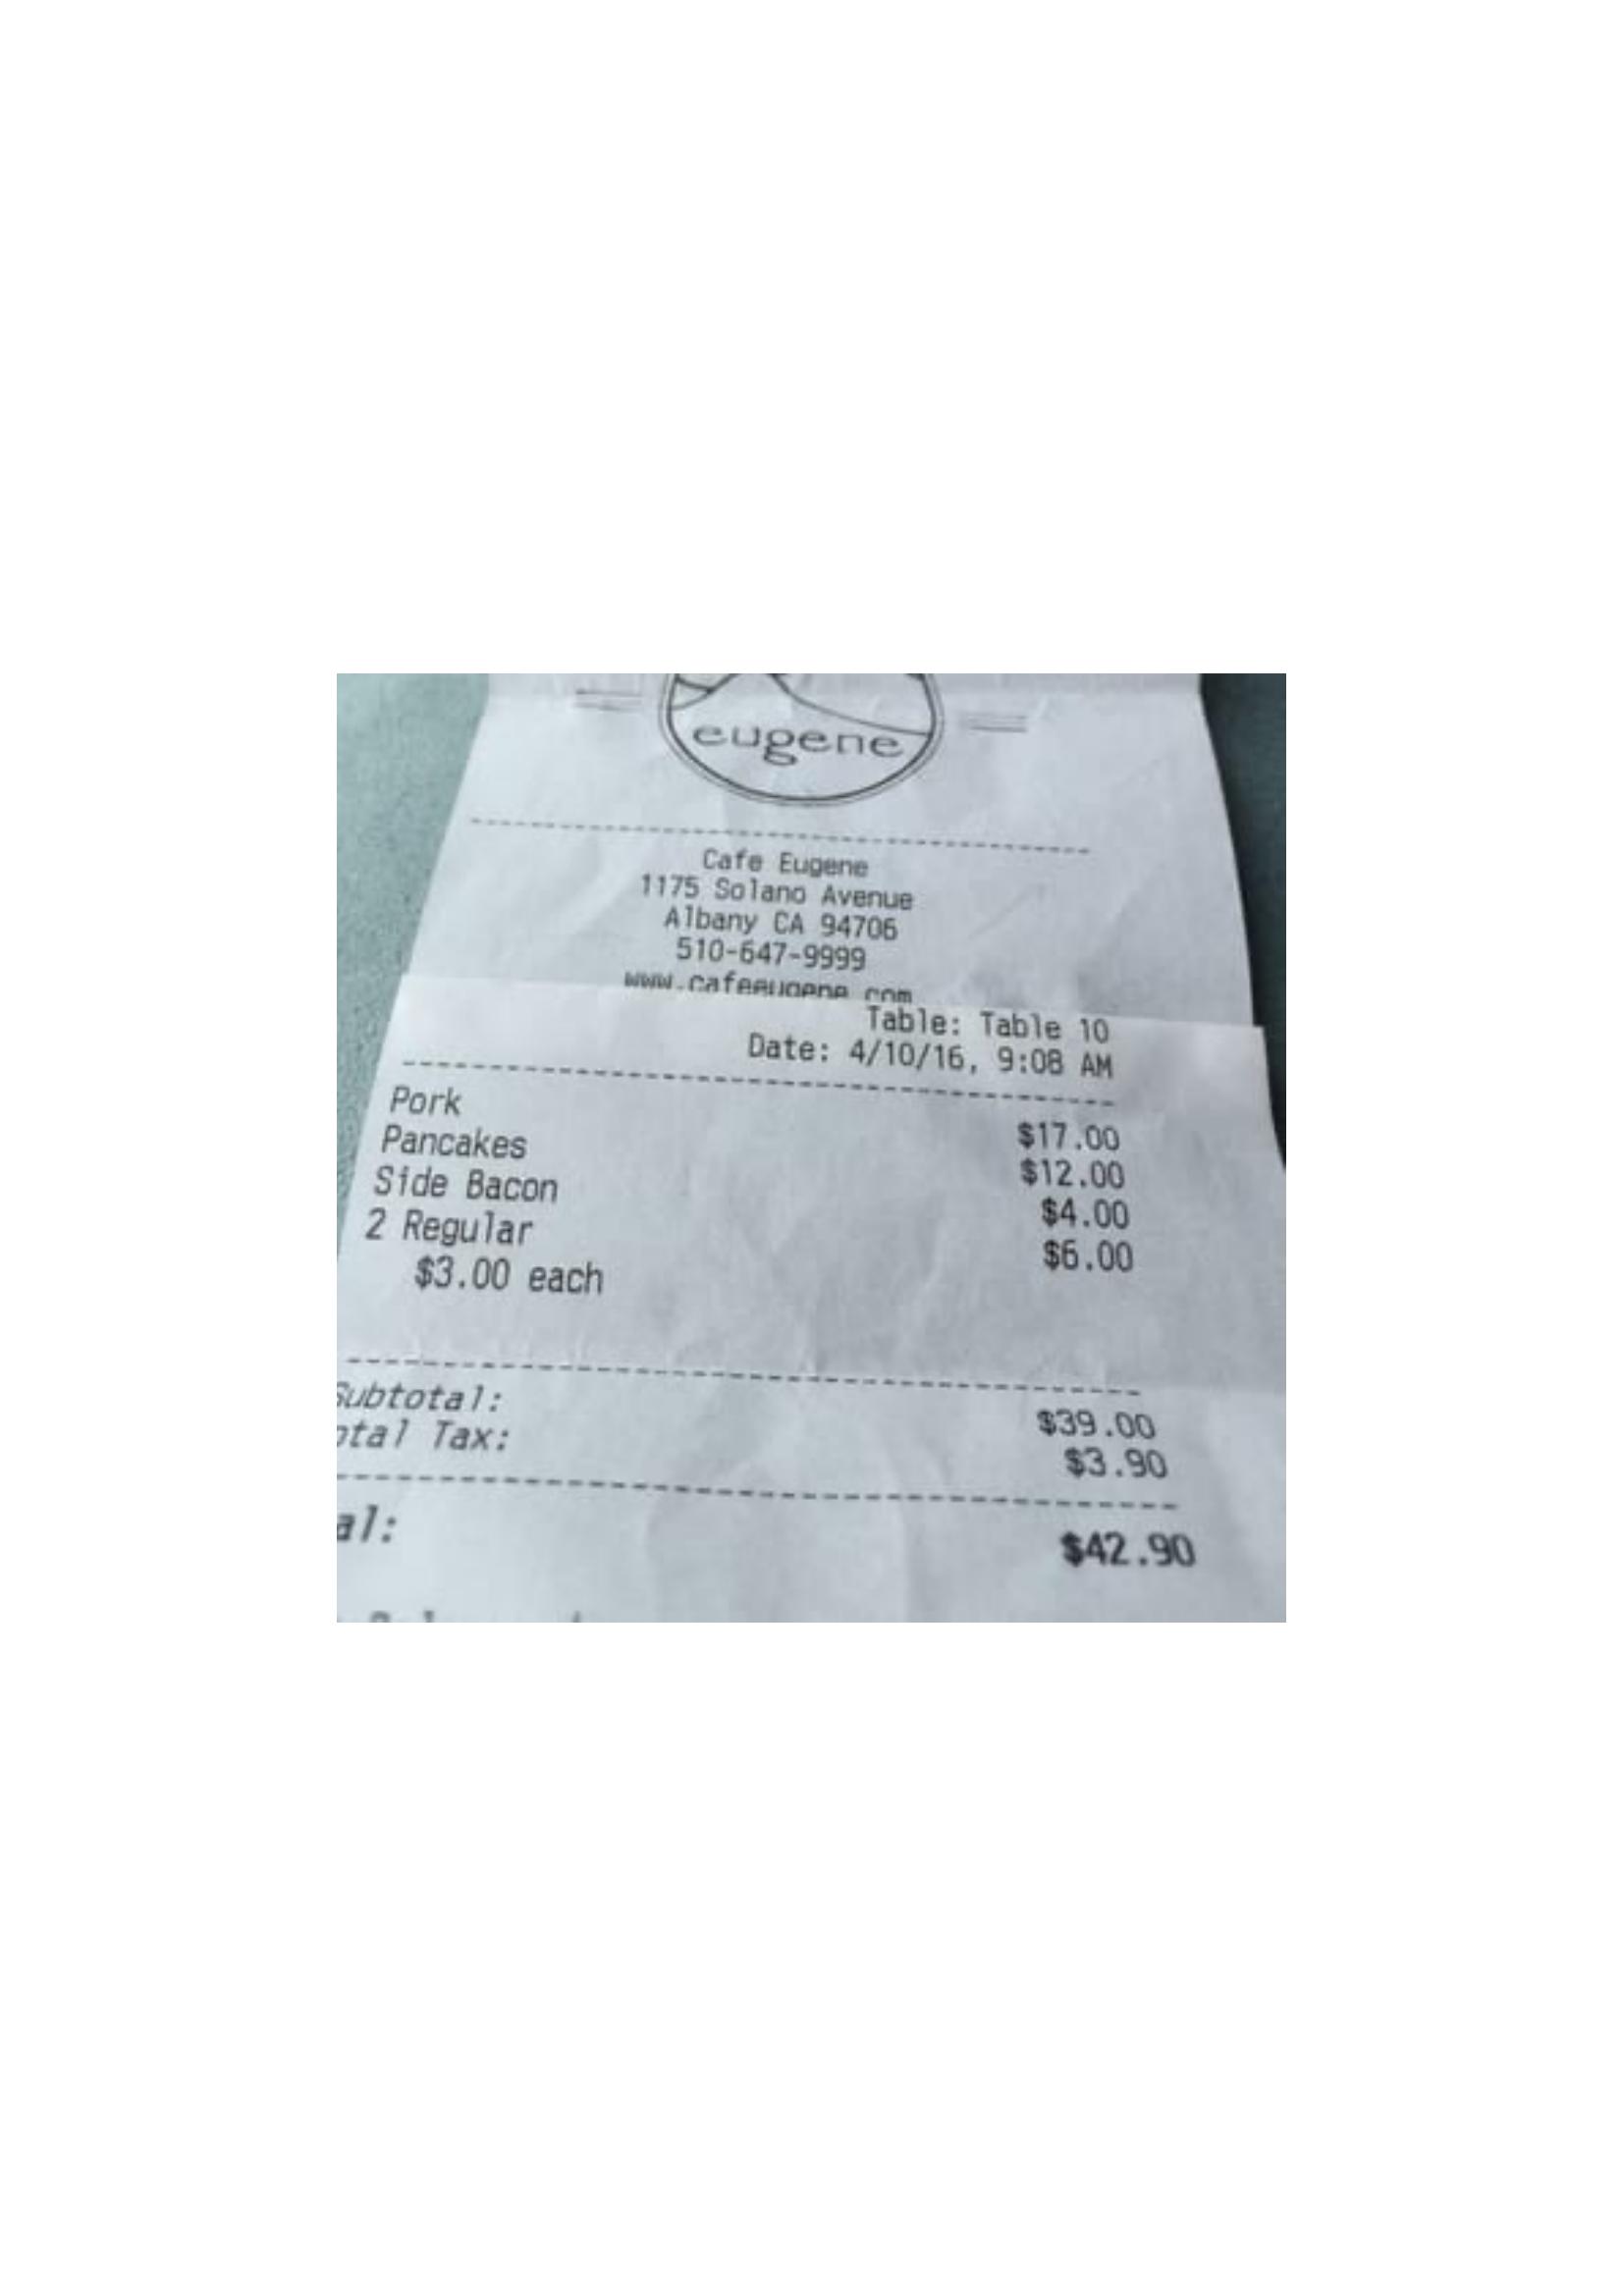 eugene
Cafe Eugene
1175 Solano Avenue
Albany CA 94706
510-647-9999
www.cafeeugene.com
Table: Table 10
Date: 4/10/16, 9:08 AM
Pork $17.00
Pancakes $12.00
Side Bacon $4.00
2 Regular $6.00
$3.00 each
Subtotal: $39.00
otal Tax: $3.90
al: $42.90